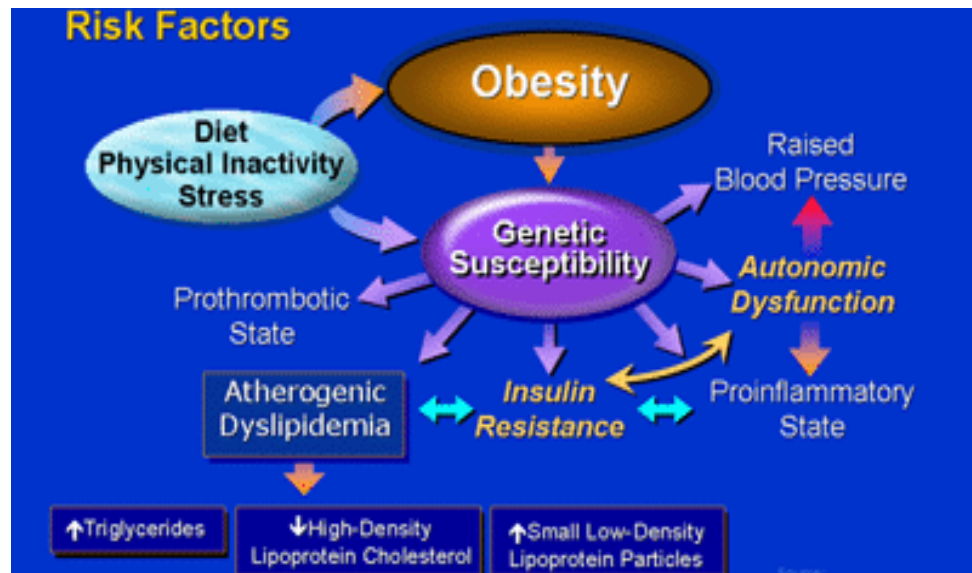 Risk Factors
Obesity
Diet
Physical Inactivity
Stress
Raised
Blood Pressure
Genetic
Susceptibility
Autonomic
Dysfunction
Prothrombotic
State
Atherogenic
Dyslipidemia
Insulin
Resistance
Proinflammatory
State
↑Triglycerides
↓High-Density
Lipoprotein Cholesterol
↑Small Low-Density
Lipoprotein Particles